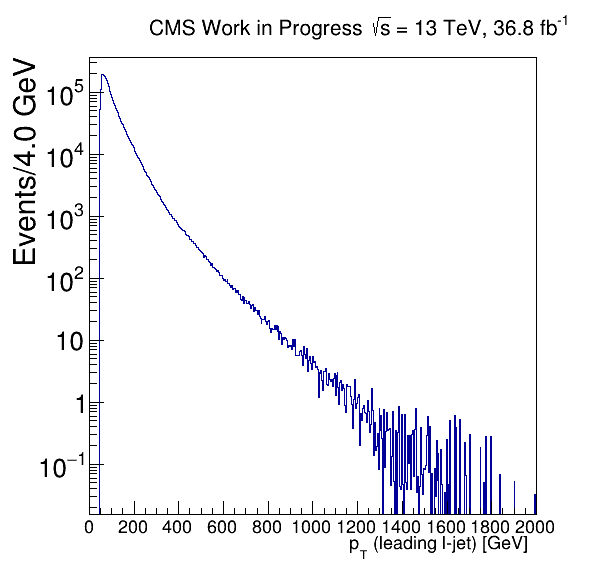 CMS Work in Progress √s = 13 TeV, 36.8 fb⁻¹
Events/4.0 GeV
10⁵
10⁴
10³
10²
10
1
10⁻¹
0 200 400 600 800 1000 1200 1400 1600 1800 2000
p_T (leading l-jet) [GeV]